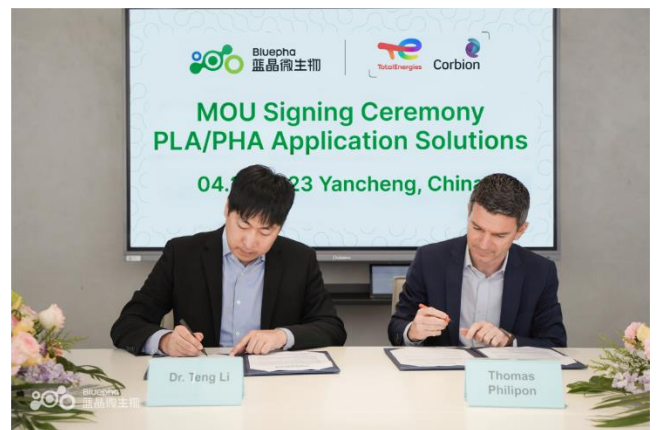 Bluepha
蓝晶微生物
TotalEnergies
Corbion
MOU Signing Ceremony
PLA/PHA Application Solutions
Yancheng, China
Dr. Teng Li
Thomas
Philipon
Bluepha
蓝晶微生物